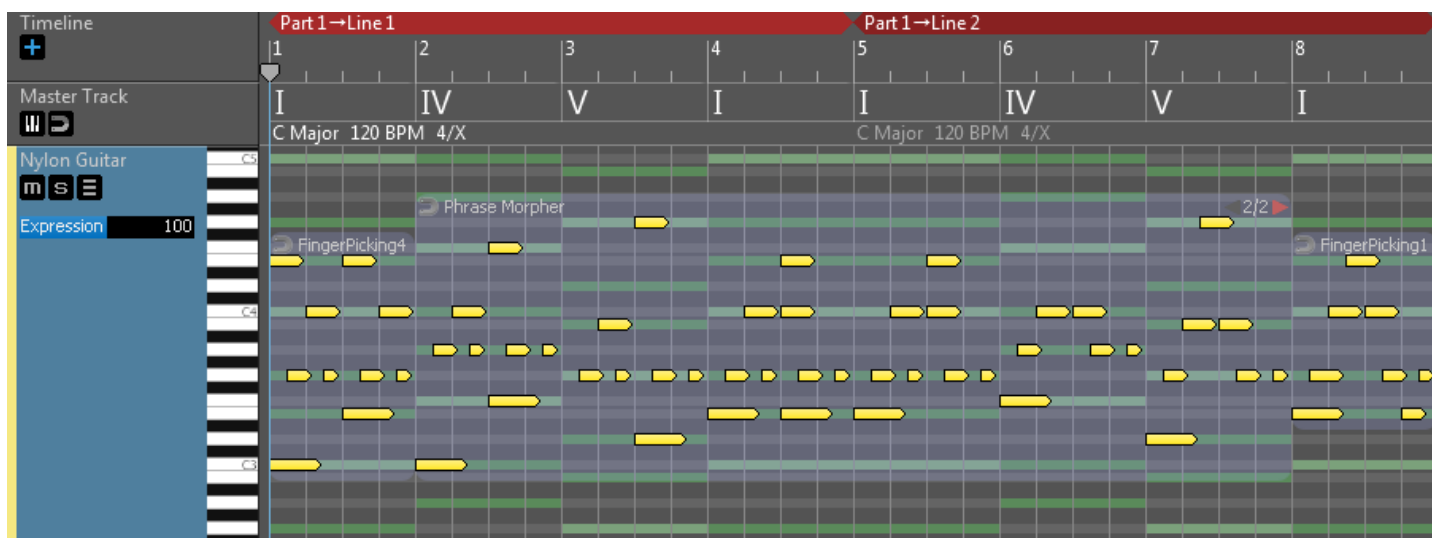 Timeline
Part 1→Line 1
Part 1→Line 2
+
1 2 3 4 5 6 7 8
Master Track
I IV V I I IV V I
C Major 120 BPM 4/X
C Major 120 BPM 4/X
Nylon Guitar
C5
m s
Phrase Morpher
2/2
Expression 100
FingerPicking4
FingerPicking1
C4
C3